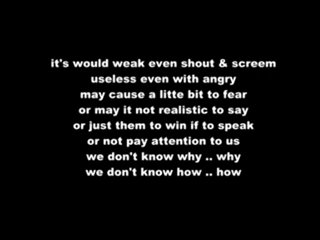 it's would weak even shout & screem
useless even with angry
may cause a litte bit to fear
or may it not realistic to say
or just them to win if to speak
or not pay attention to us
we don't know why .. why
we don't know how .. how